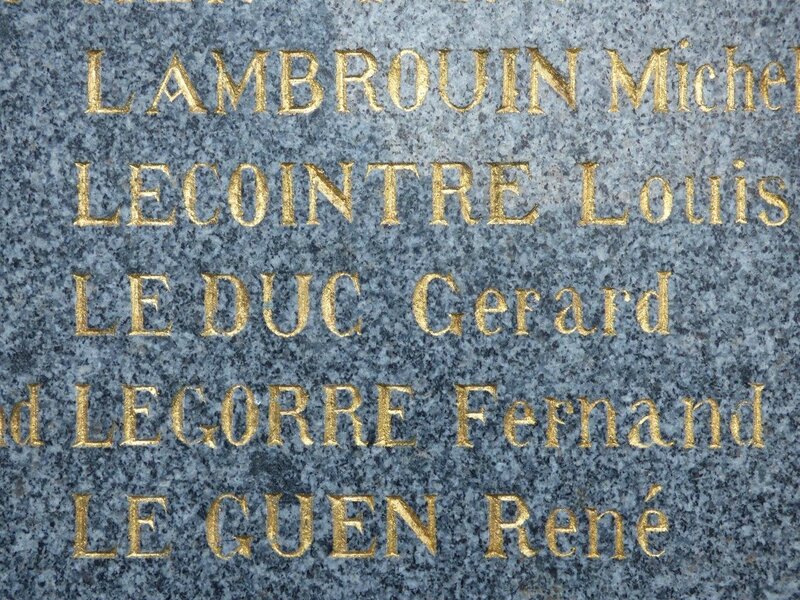 LAMBROUIN Michel
LECOINTRE Louis
LE DUC Gerard
LEGORRE Fernand
LE GUEN René